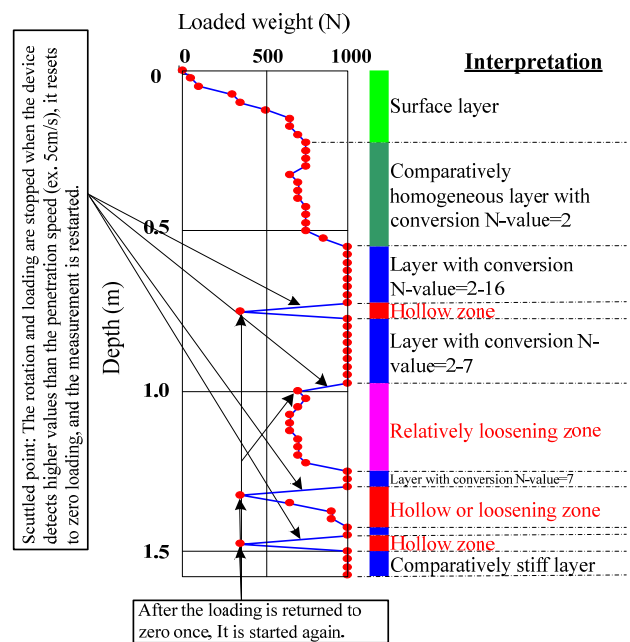 Loaded weight (N)
0 500 1000
Interpretation
0
0.5
1.0
1.5
Depth (m)
Scuttled point: The rotation and loading are stopped when the device
detects higher values than the penetration speed (ex. 5cm/s), it resets
to zero loading, and the measurement is restarted.
Surface layer
Comparatively
homogeneous layer with
conversion N-value=2
Layer with conversion
N-value=2-16
Hollow zone
Layer with conversion N-
value=2-7
Relatively loosening zone
Layer with conversion N-value=7
Hollow or loosening zone
Hollow zone
Comparatively stiff layer
After the loading is returned to
zero once, It is started again.